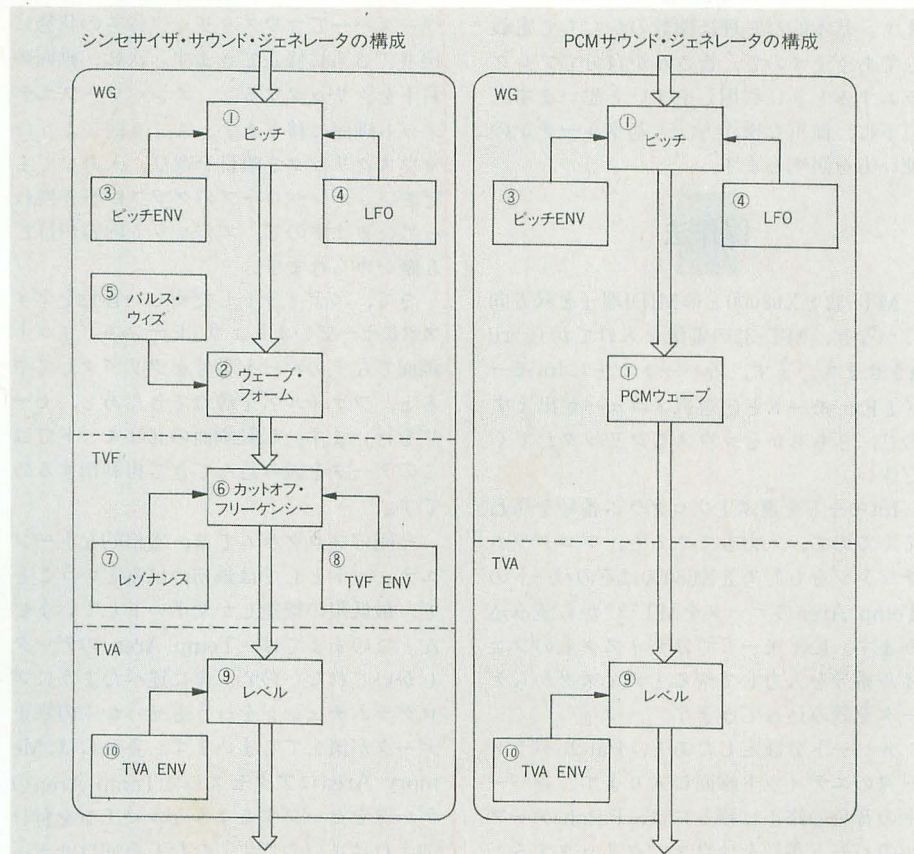 シンセサイザ・サウンド・ジェネレータの構成
WG
①
ピッチ
③
ピッチENV
④
LFO
⑤ パルス・
ウィズ
② ウェーブ・
フォーム
TVF
⑥ カットオフ・
フリーケンシー
⑦
レゾナンス
⑧
TVF ENV
TVA
⑨
レベル
⑩
TVA ENV
PCMサウンド・ジェネレータの構成
WG
①
ピッチ
③
ピッチENV
④
LFO
①
PCMウェーブ
TVA
⑨
レベル
⑩
TVA ENV